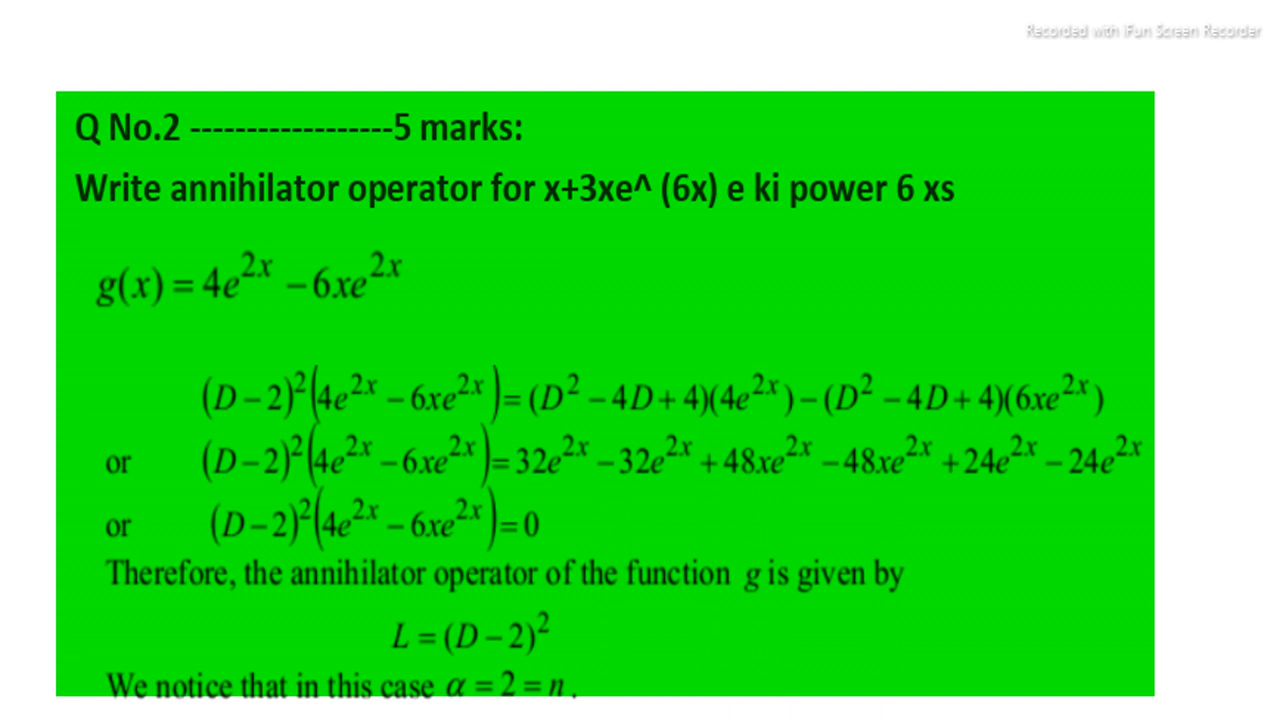 Recorded with iFun Screen Recorder
Q No.2 ------------------5 marks:
Write annihilator operator for x+3xe^ (6x) e ki power 6 xs
g(x) = 4e^{2x} − 6xe^{2x}
(D − 2)^2(4e^{2x} − 6xe^{2x}) = (D^2 − 4D + 4)(4e^{2x}) − (D^2 − 4D + 4)(6xe^{2x})
or (D − 2)^2(4e^{2x} − 6xe^{2x}) = 32e^{2x} − 32e^{2x} + 48xe^{2x} − 48xe^{2x} + 24e^{2x} − 24e^{2x}
or (D − 2)^2(4e^{2x} − 6xe^{2x}) = 0
Therefore, the annihilator operator of the function g is given by
L = (D − 2)^2
We notice that in this case α = 2 = n.